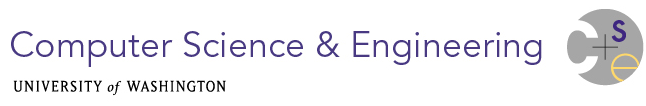 Computer Science & Engineering
UNIVERSITY of WASHINGTON
C
s
+
e